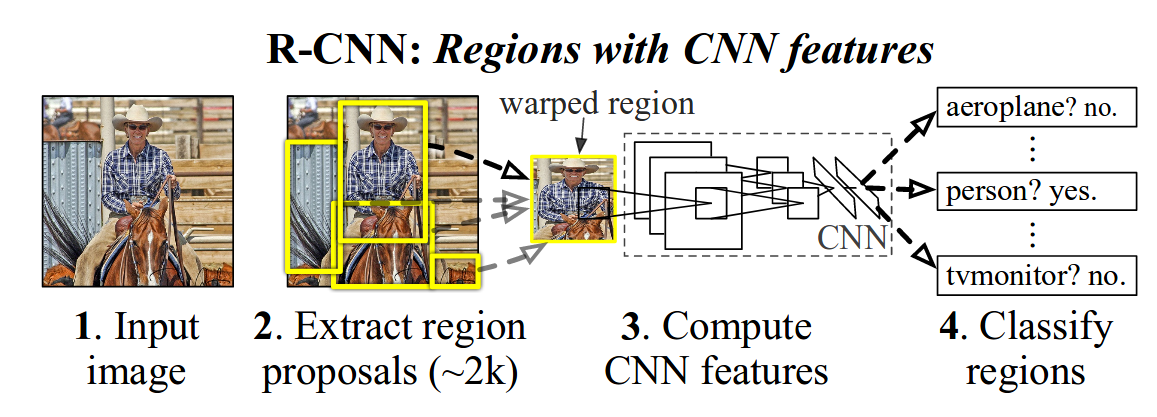 R-CNN: Regions with CNN features
warped region
aeroplane? no.
⋮
person? yes.
⋮
tvmonitor? no.
CNN
1. Input
image
2. Extract region
proposals (~2k)
3. Compute
CNN features
4. Classify
regions